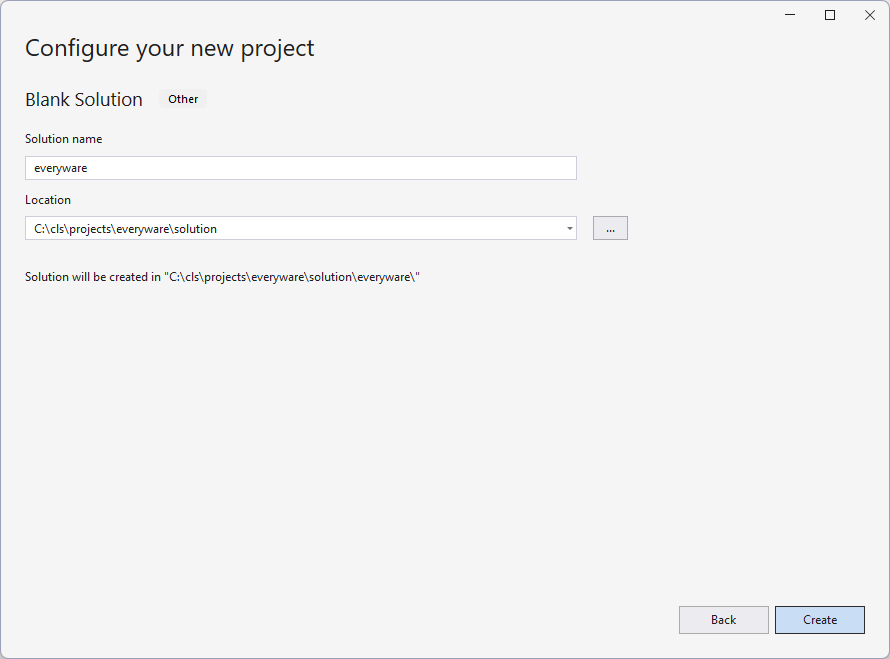 Configure your new project
Blank Solution Other
Solution name
everyware
Location
C:\cls\projects\everyware\solution
...
Solution will be created in "C:\cls\projects\everyware\solution\everyware\"
Back Create